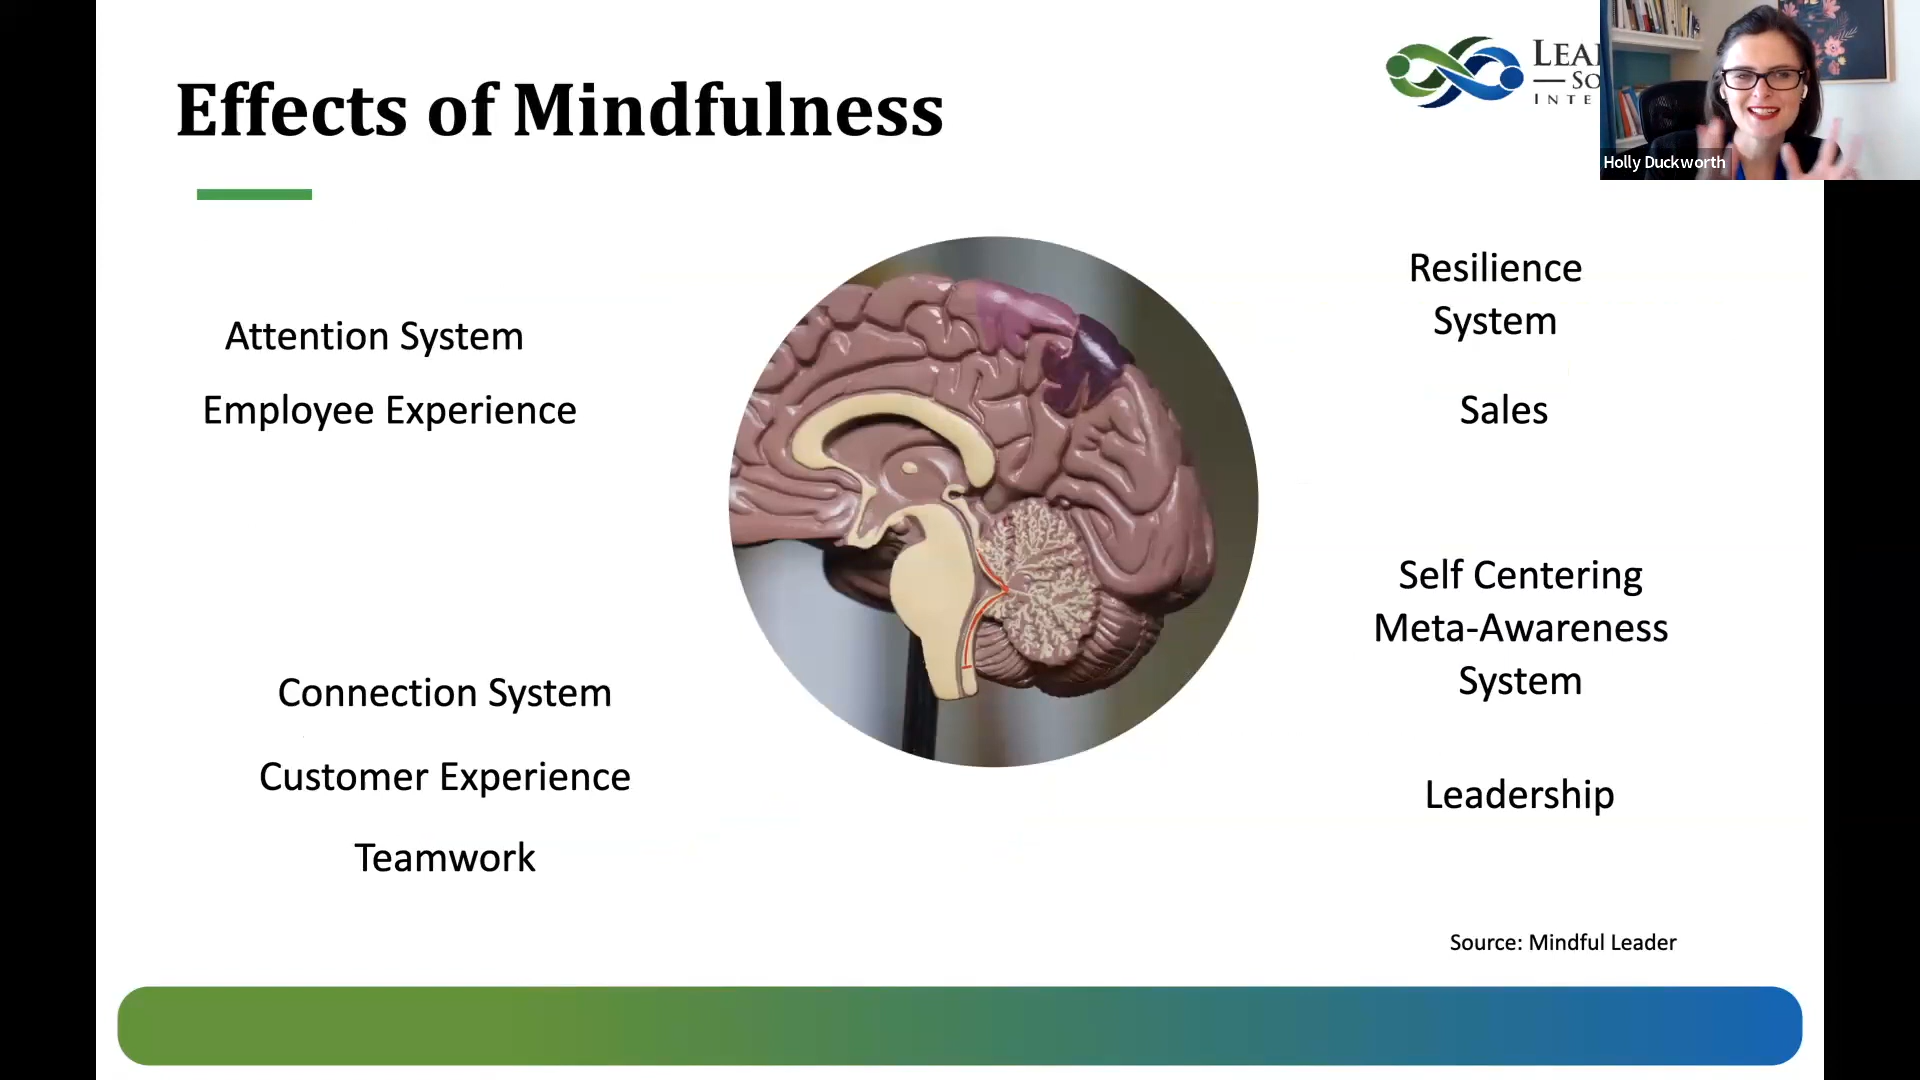 Effects of Mindfulness
Holly Duckworth
Attention System
Employee Experience
Connection System
Customer Experience
Teamwork
Resilience
System
Sales
Self Centering
Meta-Awareness
System
Leadership
Source: Mindful Leader